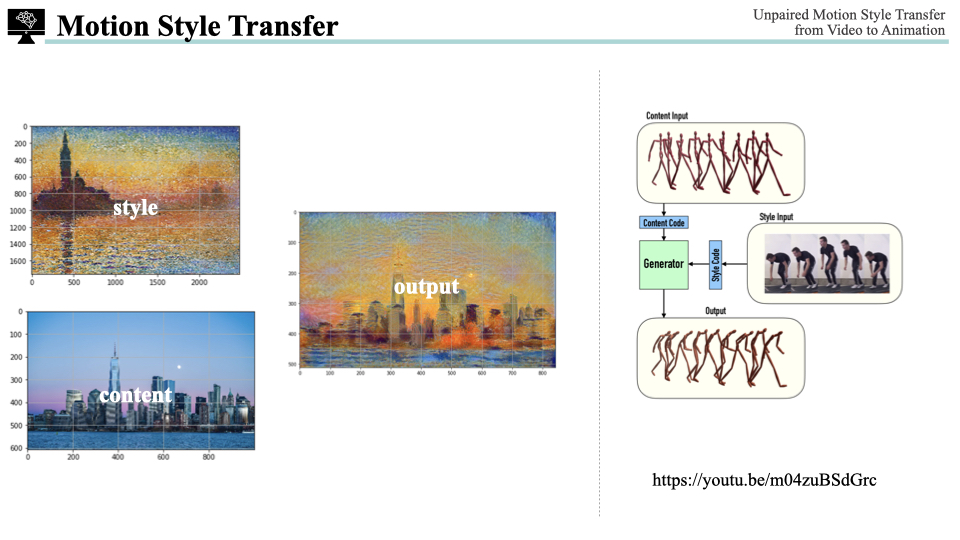 Motion Style Transfer
Unpaired Motion Style Transfer
from Video to Animation
0
200
400
600
800
1000
1200
1400
1600
0 500 1000 1500 2000
style
0
100
200
300
400
500
600
0 200 400 600 800
content
0
100
200
300
400
500
0 100 200 300 400 500 600 700 800
output
Content Input
Content Code
Style Input
Generator
Style Code
Output
https://youtu.be/m04zuBSdGrc